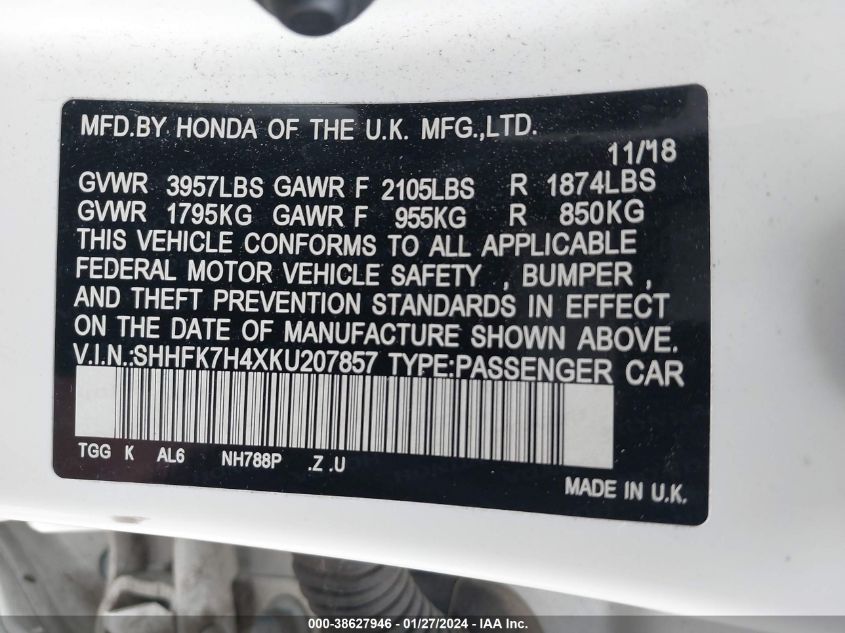 MFD.BY HONDA OF THE U.K. MFG.,LTD.
11/18
GVWR 3957LBS GAWR F 2105LBS R 1874LBS
GVWR 1795KG GAWR F 955KG R 850KG
THIS VEHICLE CONFORMS TO ALL APPLICABLE
FEDERAL MOTOR VEHICLE SAFETY , BUMPER ,
AND THEFT PREVENTION STANDARDS IN EFFECT
ON THE DATE OF MANUFACTURE SHOWN ABOVE.
V.I.N.:SHHFK7H4XKU207857 TYPE:PASSENGER CAR
TGG K AL6 NH788P .Z .U
MADE IN U.K.
000-38627946 - 01/27/2024 - IAA, Inc.